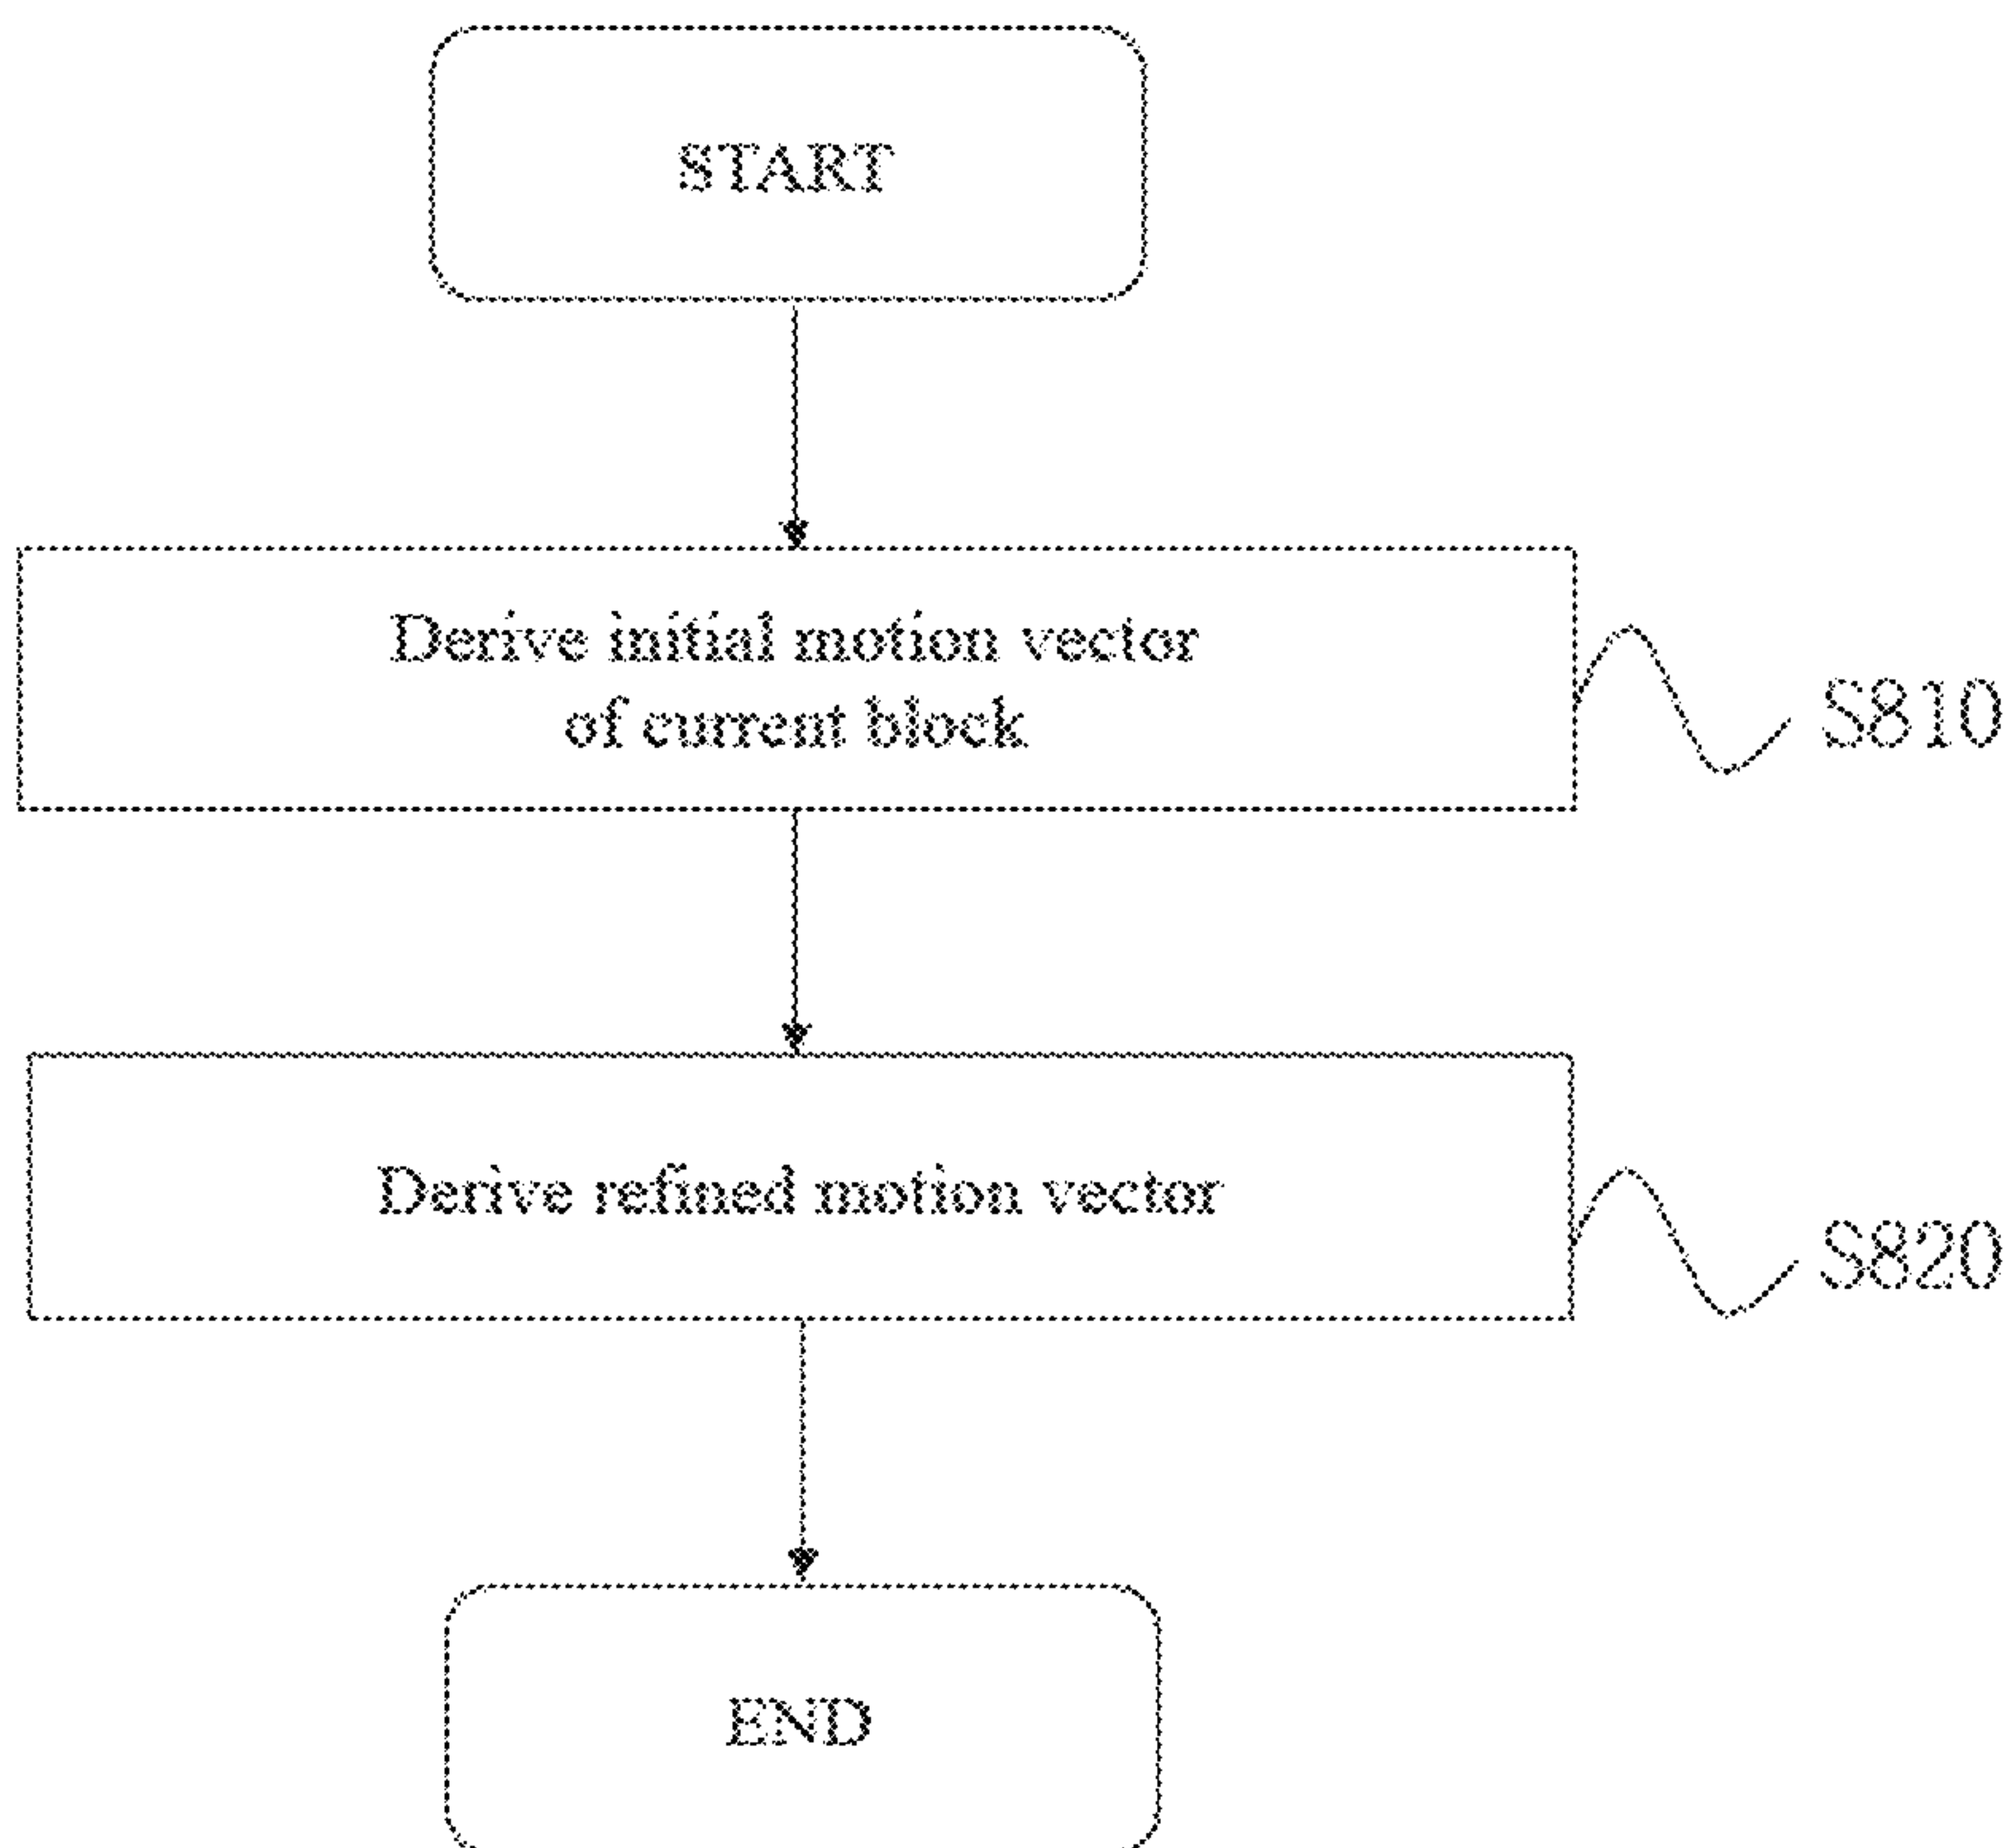 START
Derive initial motion vector
of current block
S810
Derive refined motion vector
S820
END